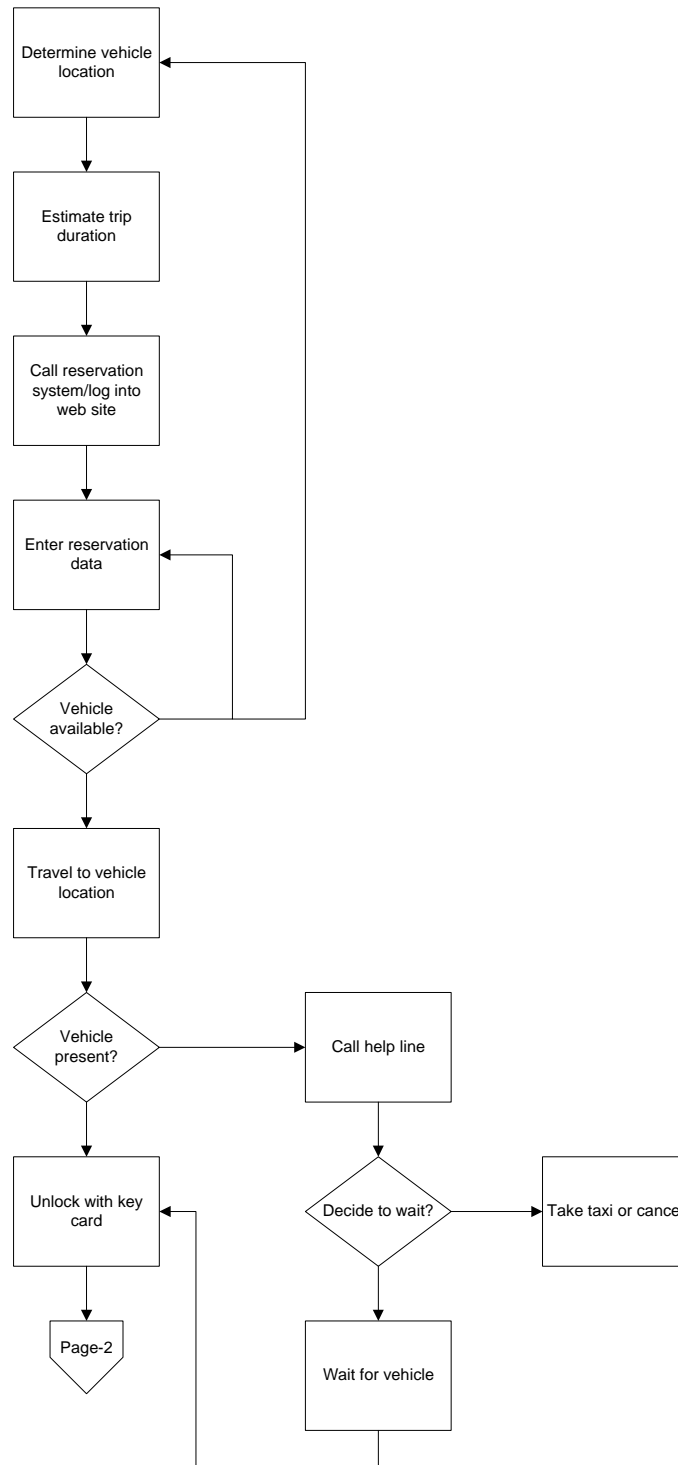 Determine vehicle
location
Estimate trip
duration
Call reservation
system/log into
web site
Enter reservation
data
Vehicle
available?
Travel to vehicle
location
Vehicle
present?
Call help line
Unlock with key
card
Decide to wait?
Take taxi or cance
Page-2
Wait for vehicle